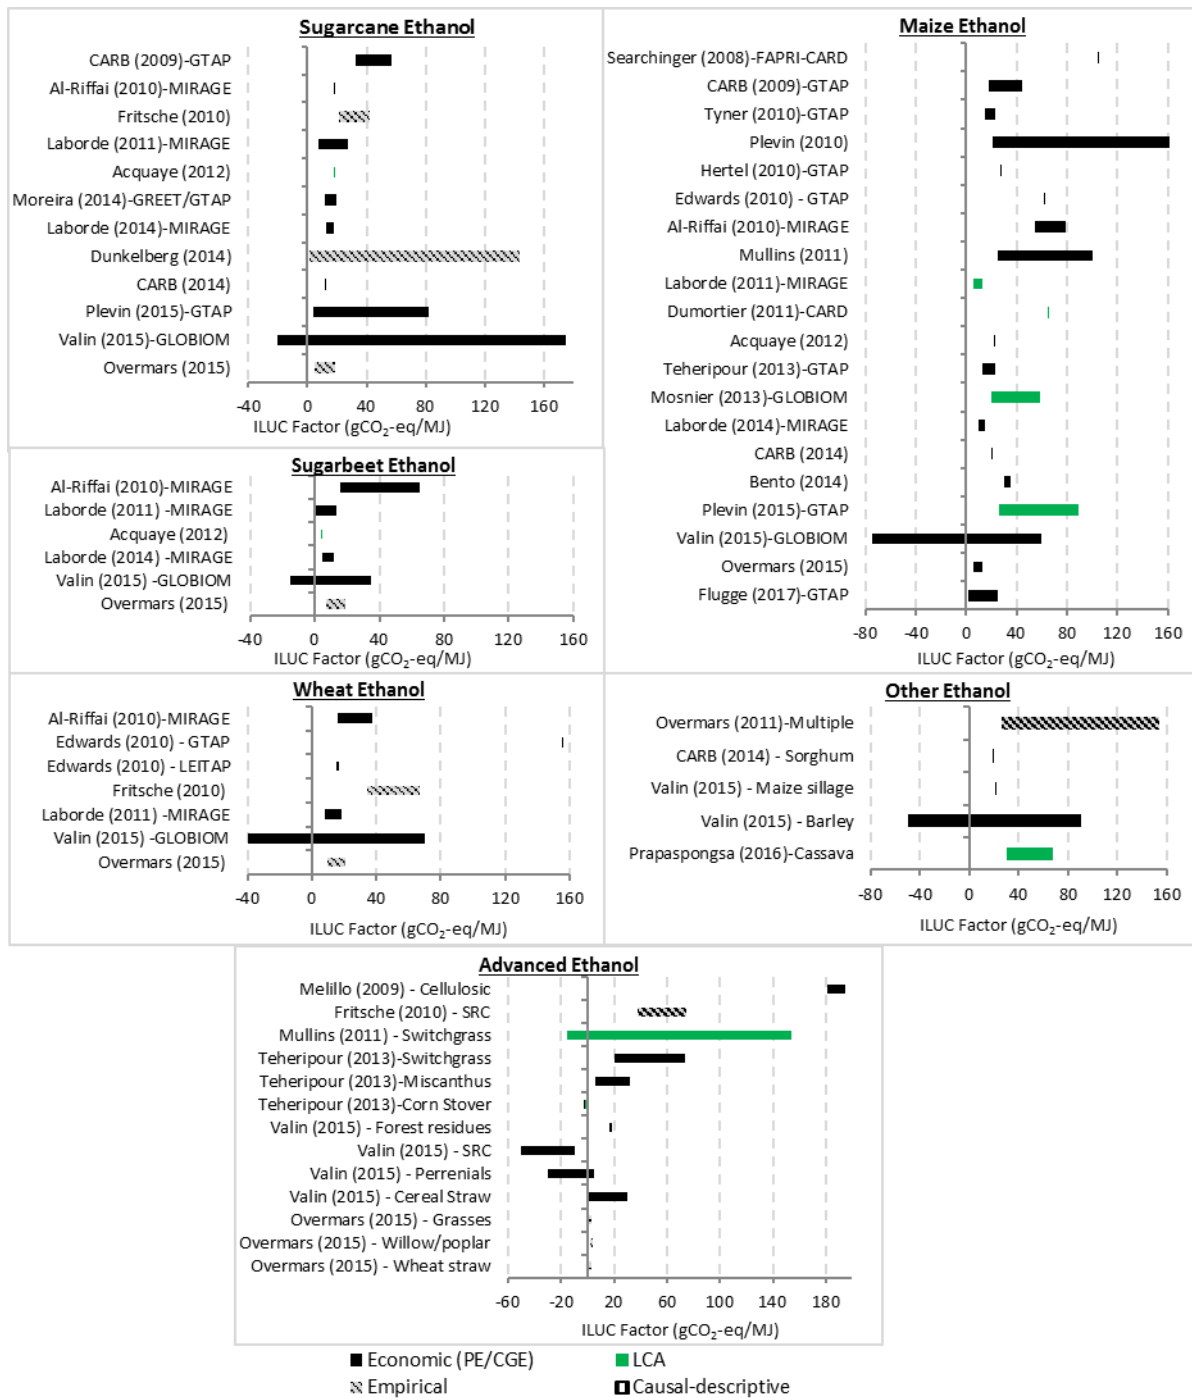 Sugarcane Ethanol
CARB (2009)-GTAP
Al-Riffai (2010)-MIRAGE
Fritsche (2010)
Laborde (2011)-MIRAGE
Acquaye (2012)
Moreira (2014)-GREET/GTAP
Laborde (2014)-MIRAGE
Dunkelberg (2014)
CARB (2014)
Plevin (2015)-GTAP
Valin (2015)-GLOBIOM
Overmars (2015)
-40 0 40 80 120 160
ILUC Factor (gCO₂-eq/MJ)
Sugarbeet Ethanol
Al-Riffai (2010)-MIRAGE
Laborde (2011) -MIRAGE
Acquaye (2012)
Laborde (2014) -MIRAGE
Valin (2015) -GLOBIOM
Overmars (2015)
-40 0 40 80 120 160
ILUC Factor (gCO₂-eq/MJ)
Wheat Ethanol
Al-Riffai (2010)-MIRAGE
Edwards (2010) - GTAP
Edwards (2010) - LEITAP
Fritsche (2010)
Laborde (2011) -MIRAGE
Valin (2015) -GLOBIOM
Overmars (2015)
-40 0 40 80 120 160
ILUC Factor (gCO₂-eq/MJ)
Maize Ethanol
Searchinger (2008)-FAPRI-CARD
CARB (2009)-GTAP
Tyner (2010)-GTAP
Plevin (2010)
Hertel (2010)-GTAP
Edwards (2010) - GTAP
Al-Riffai (2010)-MIRAGE
Mullins (2011)
Laborde (2011)-MIRAGE
Dumortier (2011)-CARD
Acquaye (2012)
Teheripour (2013)-GTAP
Mosnier (2013)-GLOBIOM
Laborde (2014)-MIRAGE
CARB (2014)
Bento (2014)
Plevin (2015)-GTAP
Valin (2015)-GLOBIOM
Overmars (2015)
Flugge (2017)-GTAP
-80 -40 0 40 80 120 160
ILUC Factor (gCO₂-eq/MJ)
Other Ethanol
Overmars (2011)-Multiple
CARB (2014) - Sorghum
Valin (2015) - Maize sillage
Valin (2015) - Barley
Prapaspongsa (2016)-Cassava
-80 -40 0 40 80 120 160
ILUC Factor (gCO₂-eq/MJ)
Advanced Ethanol
Melillo (2009) - Cellulosic
Fritsche (2010) - SRC
Mullins (2011) - Switchgrass
Teheripour (2013)-Switchgrass
Teheripour (2013)-Miscanthus
Teheripour (2013)-Corn Stover
Valin (2015) - Forest residues
Valin (2015) - SRC
Valin (2015) - Perrenials
Valin (2015) - Cereal Straw
Overmars (2015) - Grasses
Overmars (2015) - Willow/poplar
Overmars (2015) - Wheat straw
-60 -20 20 60 100 140 180
ILUC Factor (gCO₂-eq/MJ)
Economic (PE/CGE) LCA
Empirical Causal-descriptive